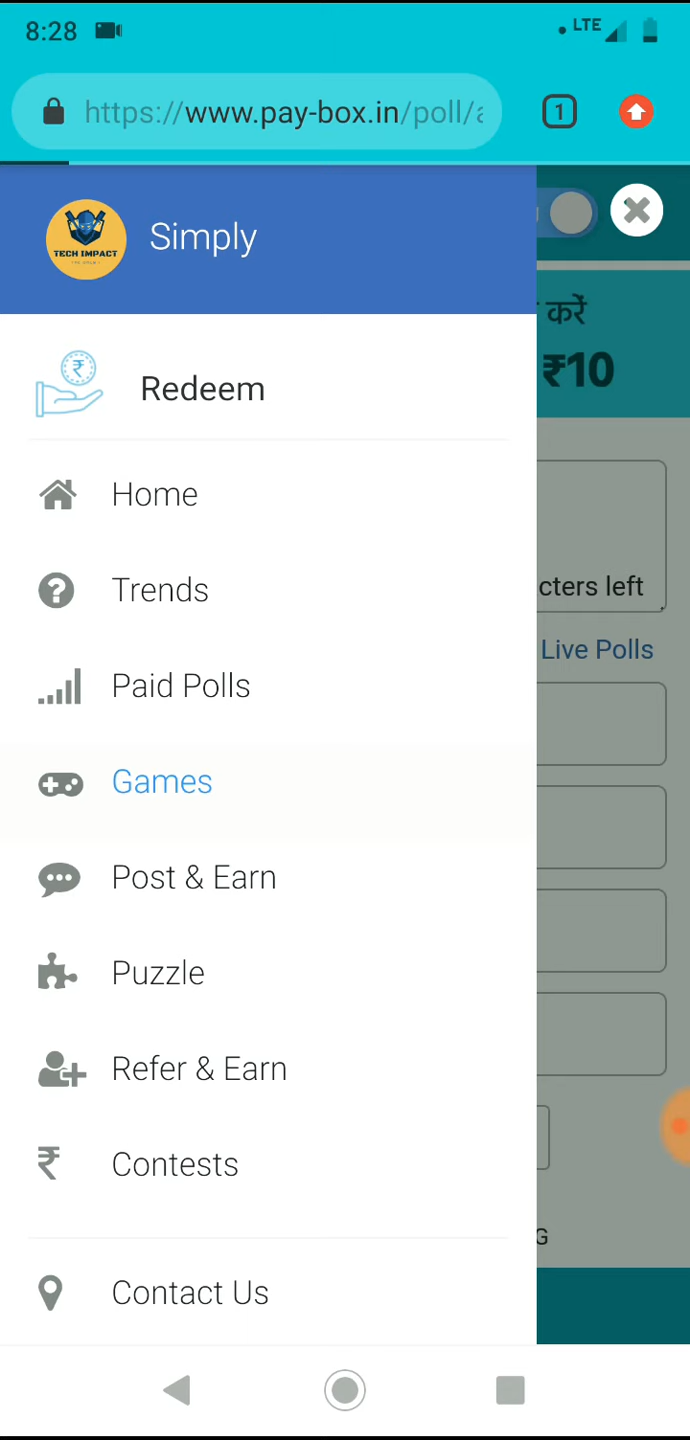 8:28
LTE
https://www.pay-box.in/poll/a
1
TECH IMPACT
Simply
करें
₹10
Redeem
Home
cters left
Trends
Live Polls
Paid Polls
Games
Post & Earn
Puzzle
Refer & Earn
₹ Contests
G
Contact Us